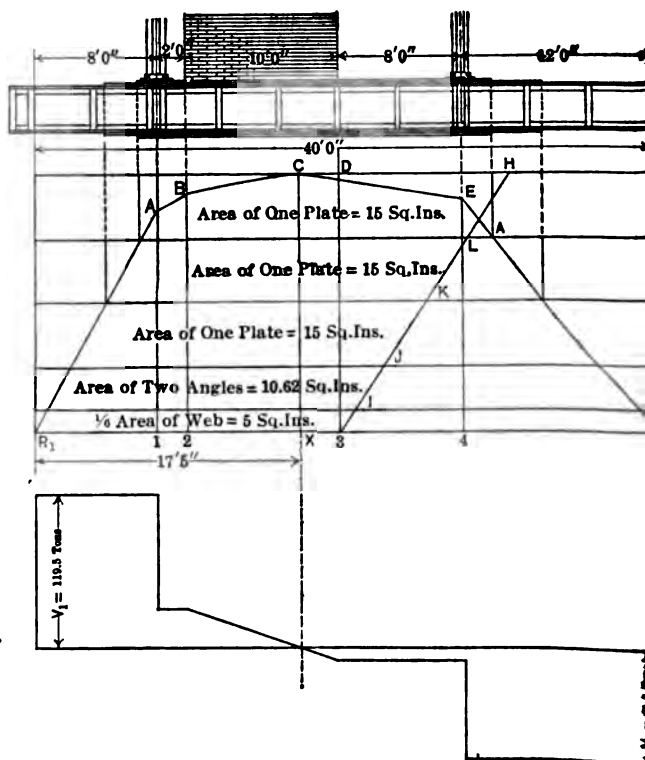 8'0" 2'0" 10'0" 8'0" 12'0"
40'0"
C D H
B
A E
Area of One Plate = 15 Sq.Ins. A
L
Area of One Plate = 15 Sq.Ins.
K
Area of One Plate = 15 Sq.Ins.
J
Area of Two Angles = 10.62 Sq.Ins.
I
⅙ Area of Web = 5 Sq.Ins.
R₁ 1 2 X 3 4
17'5"
V₁ = 119.5 Tons